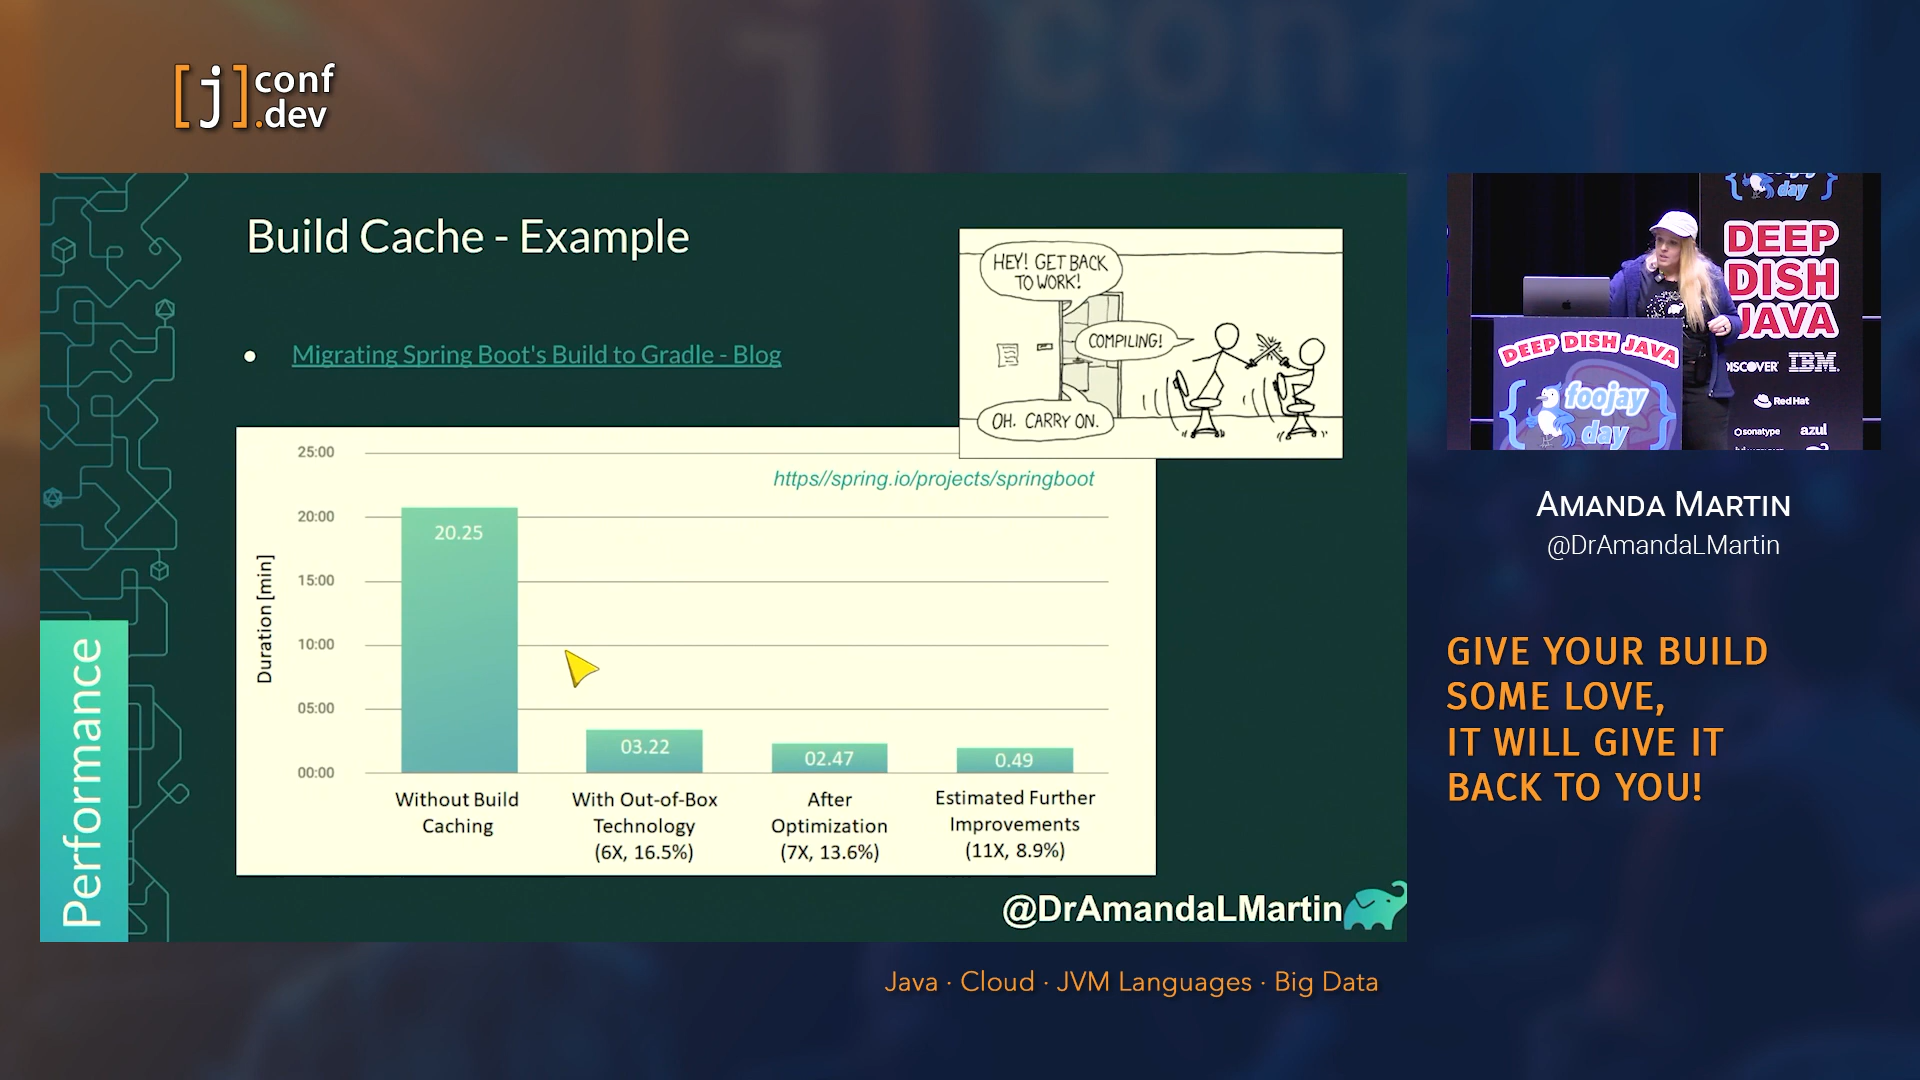 [j] conf
.dev
Build Cache - Example
Migrating Spring Boot's Build to Gradle - Blog
HEY! GET BACK
TO WORK!
COMPILING!
OH. CARRY ON.
https//spring.io/projects/springboot
Duration [min]
25:00
20:00
15:00
10:00
05:00
00:00
20.25
03.22
02.47
0.49
Without Build
Caching
With Out-of-Box
Technology
(6X, 16.5%)
After
Optimization
(7X, 13.6%)
Estimated Further
Improvements
(11X, 8.9%)
Performance
@DrAmandaLMartin
day
DEEP
DISH
JAVA
DISCOVER IBM.
Red Hat
sonatype azul
DEEP DISH JAVA
{foojay
day}
AMANDA MARTIN
@DrAmandaLMartin
GIVE YOUR BUILD
SOME LOVE,
IT WILL GIVE IT
BACK TO YOU!
Java · Cloud · JVM Languages · Big Data